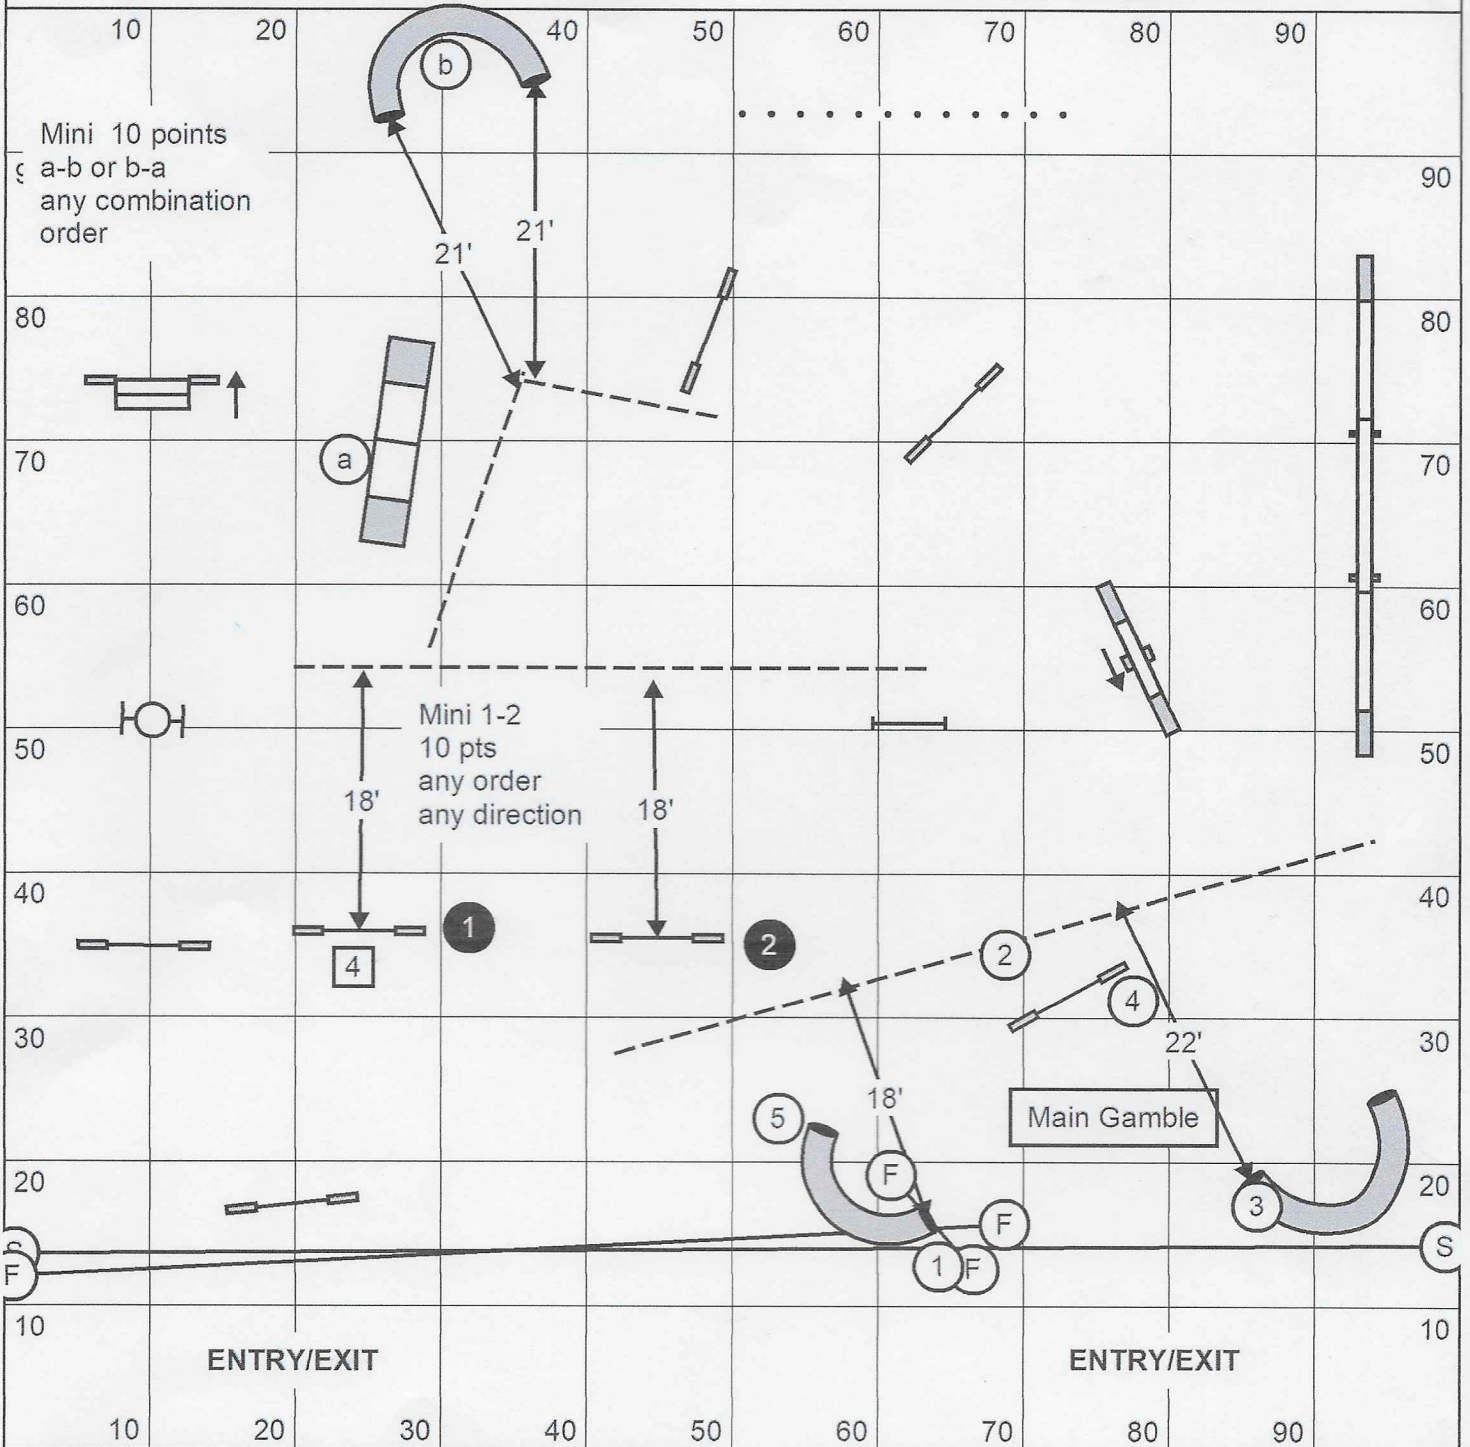 10 20 40 50 60 70 80 90
b
Mini 10 points
a-b or b-a
any combination
order
90
21' 21'
80 80
a
70 70
60 60
Mini 1-2
10 pts
any order
any direction
50 50
18' 18'
40 40
1 2
4
2
4
30 30
22'
18'
Main Gamble
5
F
20 20
3
F
S
F
1 F
10 10
ENTRY/EXIT ENTRY/EXIT
10 20 30 40 50 60 70 80 90